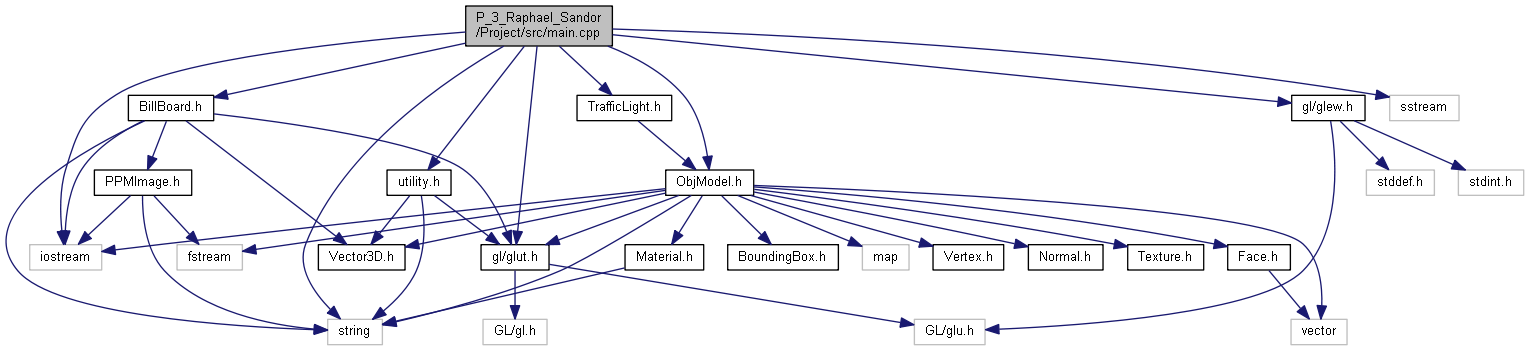 P_3_Raphael_Sandor
/Project/src/main.cpp
BillBoard.h
TrafficLight.h
gl/glew.h
sstream
PPMImage.h
utility.h
ObjModel.h
stddef.h
stdint.h
iostream
fstream
Vector3D.h
gl/glut.h
Material.h
BoundingBox.h
map
Vertex.h
Normal.h
Texture.h
Face.h
string
GL/gl.h
GL/glu.h
vector